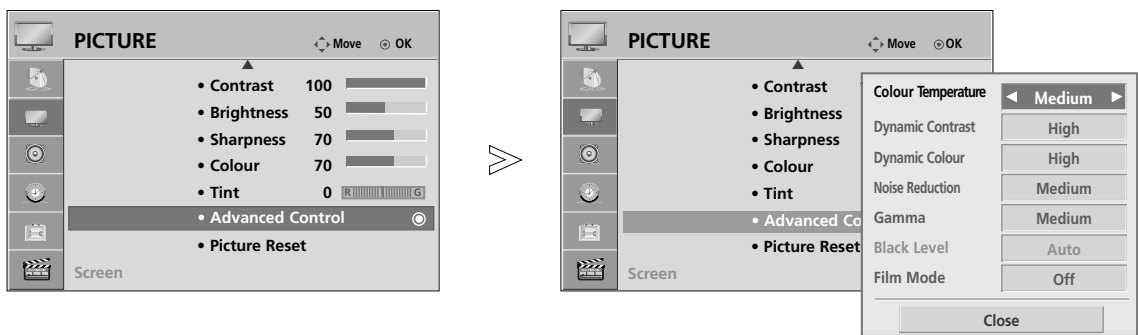 PICTURE Move OK
• Contrast 100
• Brightness 50
• Sharpness 70
• Colour 70
• Tint 0 R G
• Advanced Control
• Picture Reset
Screen
PICTURE Move OK
• Contrast
• Brightness
• Sharpness
• Colour
• Tint
• Advanced Co
• Picture Reset
Screen
Colour Temperature Medium
Dynamic Contrast High
Dynamic Colour High
Noise Reduction Medium
Gamma Medium
Black Level Auto
Film Mode Off
Close